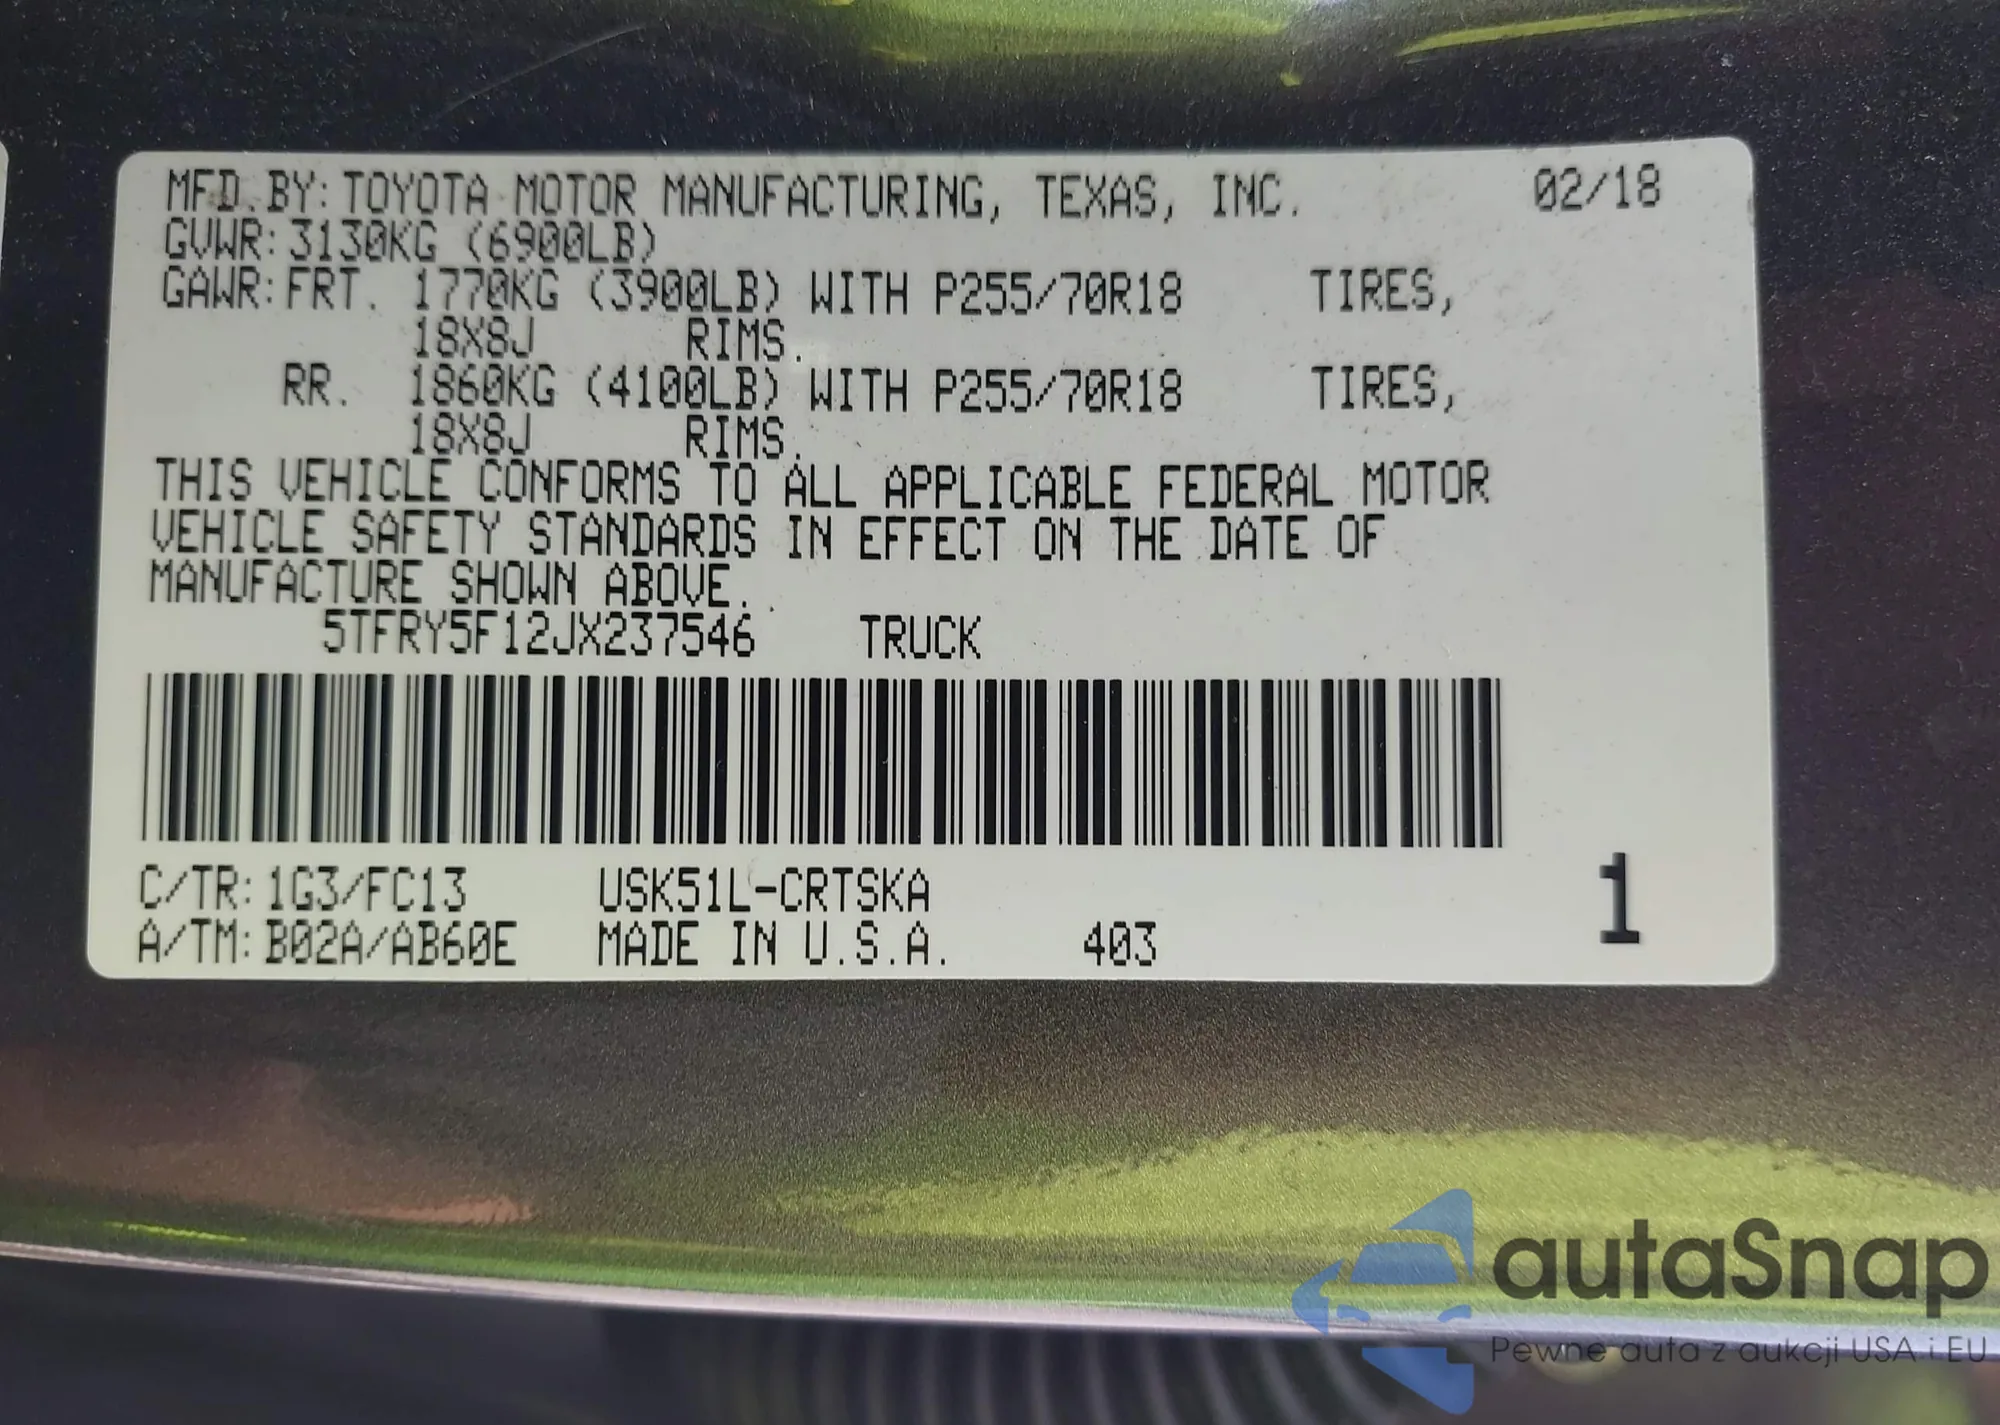 MFD.BY:TOYOTA MOTOR MANUFACTURING, TEXAS, INC. 02/18
GVWR:3130KG (6900LB)
GAWR:FRT. 1770KG (3900LB) WITH P255/70R18 TIRES,
18X8J RIMS.
RR. 1860KG (4100LB) WITH P255/70R18 TIRES,
18X8J RIMS.
THIS VEHICLE CONFORMS TO ALL APPLICABLE FEDERAL MOTOR
VEHICLE SAFETY STANDARDS IN EFFECT ON THE DATE OF
MANUFACTURE SHOWN ABOVE.
5TFRY5F12JX237546 TRUCK
C/TR:1G3/FC13 USK51L-CRTSKA 1
A/TM:B02A/AB60E MADE IN U.S.A. 403
autaSnap
Pewne auta z aukcji USA i EU